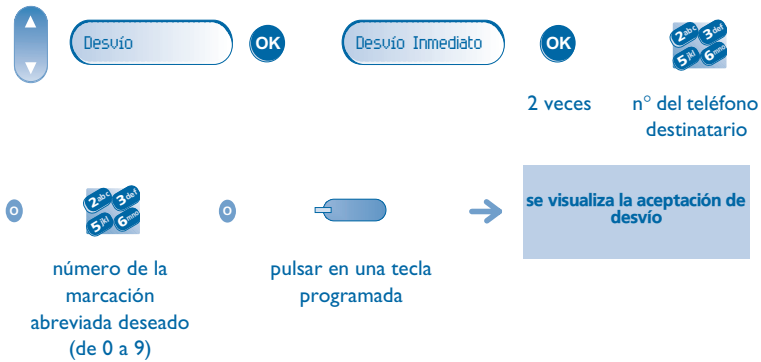 Desvío
OK
Desvío Inmediato
OK
2abc 3def
5jkl 6mno
2 veces
n° del teléfono
destinatario
O
2abc 3def
5jkl 6mno
O
se visualiza la aceptación de
desvío
número de la
marcación
abreviada deseado
(de 0 a 9)
pulsar en una tecla
programada